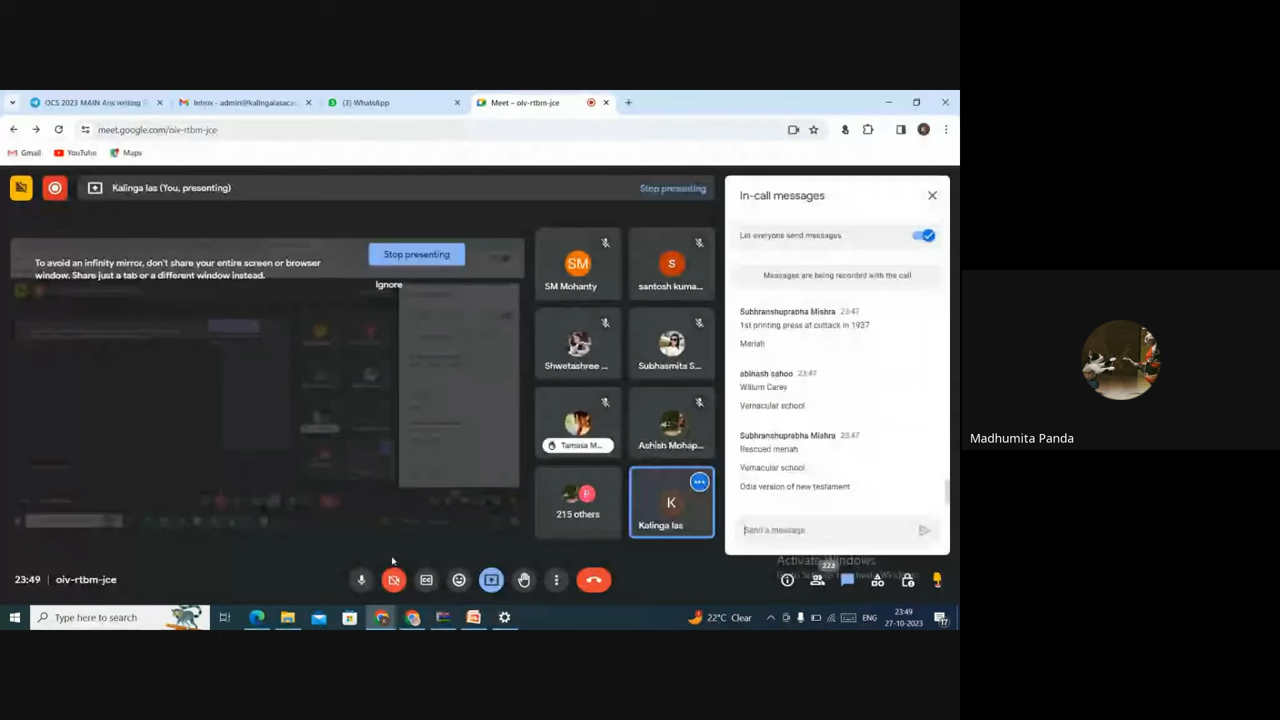 OCS 2023 MAIN Ans writing
Inbox - admin@kalingaiasacac
(3) WhatsApp
Meet – oiv-rtbm-jce
meet.google.com/oiv-rtbm-jce
Gmail
YouTube
Maps
Kalinga Ias (You, presenting)
Stop presenting
To avoid an infinity mirror, don't share your entire screen or browser
window. Share just a tab or a different window instead.
Stop presenting
Ignore
SM
SM Mohanty
S
santosh kuma...
Shwetashree ...
Subhasmita S...
Tamasa M...
Ashish Mohap...
P
215 others
K
Kalinga Ias
In-call messages
Let everyone send messages
Messages are being recorded with the call
Subhranshuprabha Mishra 23:47
1st printing press at cuttack in 1937
Meriah
abinash sahoo 23:47
Willium Carey
Vernacular school
Subhranshuprabha Mishra 23:47
Rescued meriah
Vernacular school
Odia version of new testament
Send a message
Activate Windows
23:49
oiv-rtbm-jce
223
Type here to search
22°C Clear
ENG
23:49
27-10-2023
17
Madhumita Panda